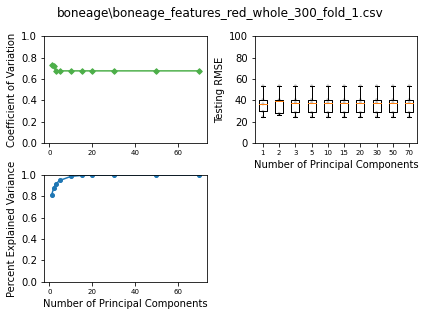 boneage\boneage_features_red_whole_300_fold_1.csv
Coefficient of Variation
1.0
0.8
0.6
0.4
0.2
0.0
0 20 40 60
Testing RMSE
100
80
60
40
20
0
1 2 3 5 10 15 20 30 50 70
Number of Principal Components
Percent Explained Variance
1.0
0.8
0.6
0.4
0.2
0.0
0 20 40 60
Number of Principal Components